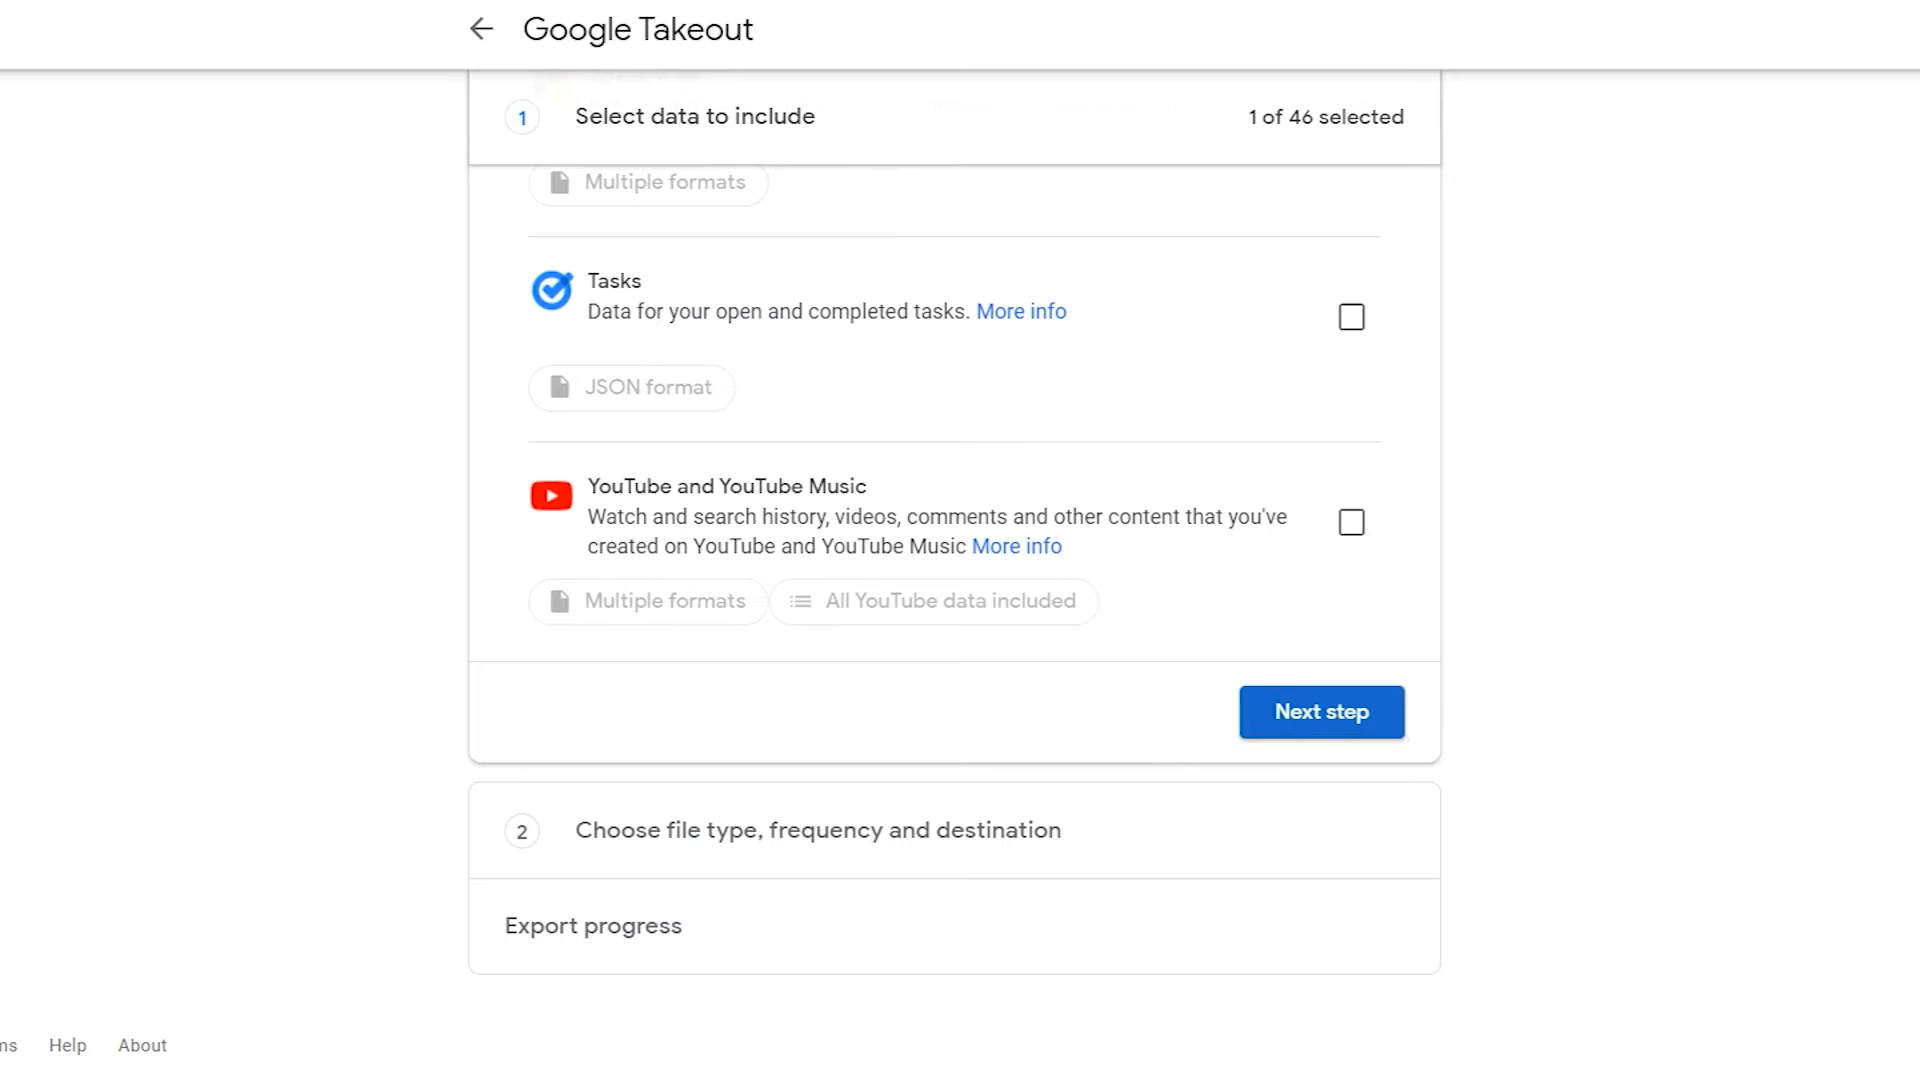 Google Takeout
1 Select data to include 1 of 46 selected
Multiple formats
Tasks
Data for your open and completed tasks. More info
JSON format
YouTube and YouTube Music
Watch and search history, videos, comments and other content that you've
created on YouTube and YouTube Music More info
Multiple formats All YouTube data included
Next step
2 Choose file type, frequency and destination
Export progress
Help About